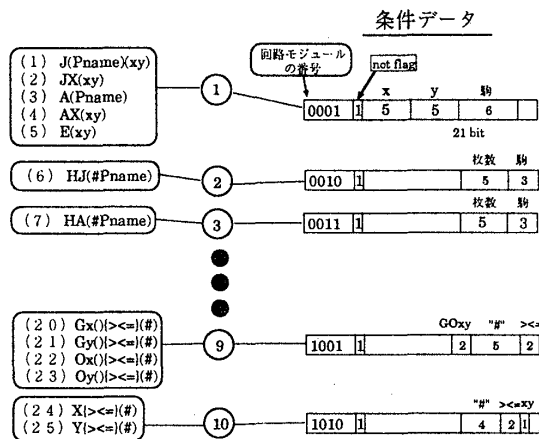 条件データ
(1) J(Pname)(xy)
(2) JX(xy)
(3) A(Pname)
(4) AX(xy)
(5) E(xy)
1
回路モジュール
の番号
not flag
x y 駒
0001 1 5 5 6
21 bit
(6) HJ(#Pname)
2
枚数 駒
0010 1 5 3
(7) HA(#Pname)
3
枚数 駒
0011 1 5 3
(20) Gx(){><=}(#)
(21) Gy(){><=}(#)
(22) Ox(){><=}(#)
(23) Oy(){><=}(#)
9
GOxy "#" ><=
1001 1 2 5 2
(24) X{><=}(#)
(25) Y{><=}(#)
10
"#" ><=xy
1010 1 4 2 1